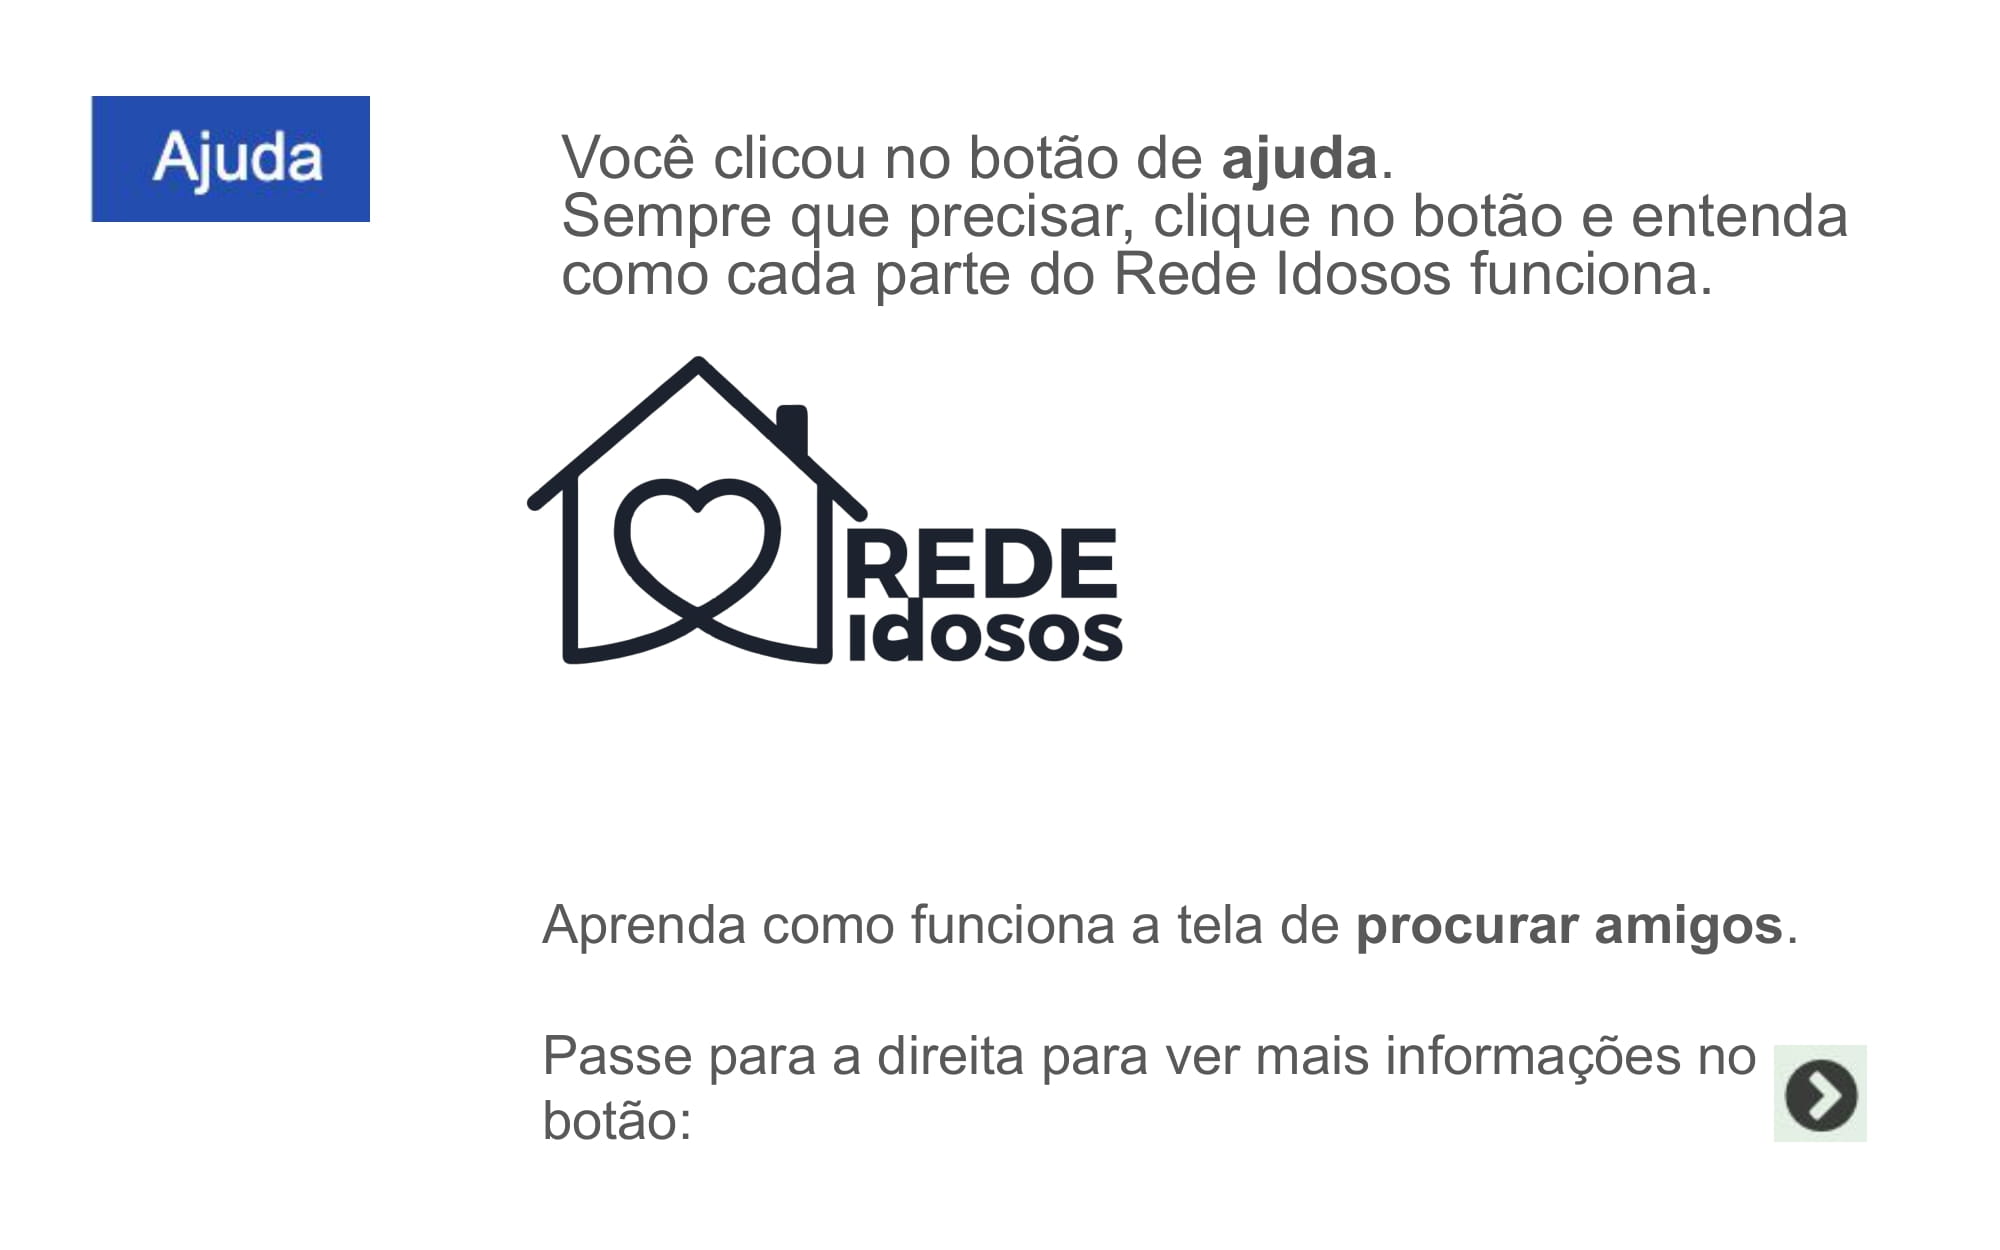 Ajuda
Você clicou no botão de ajuda.
Sempre que precisar, clique no botão e entenda
como cada parte do Rede Idosos funciona.
REDE
idosos
Aprenda como funciona a tela de procurar amigos.
Passe para a direita para ver mais informações no
botão: